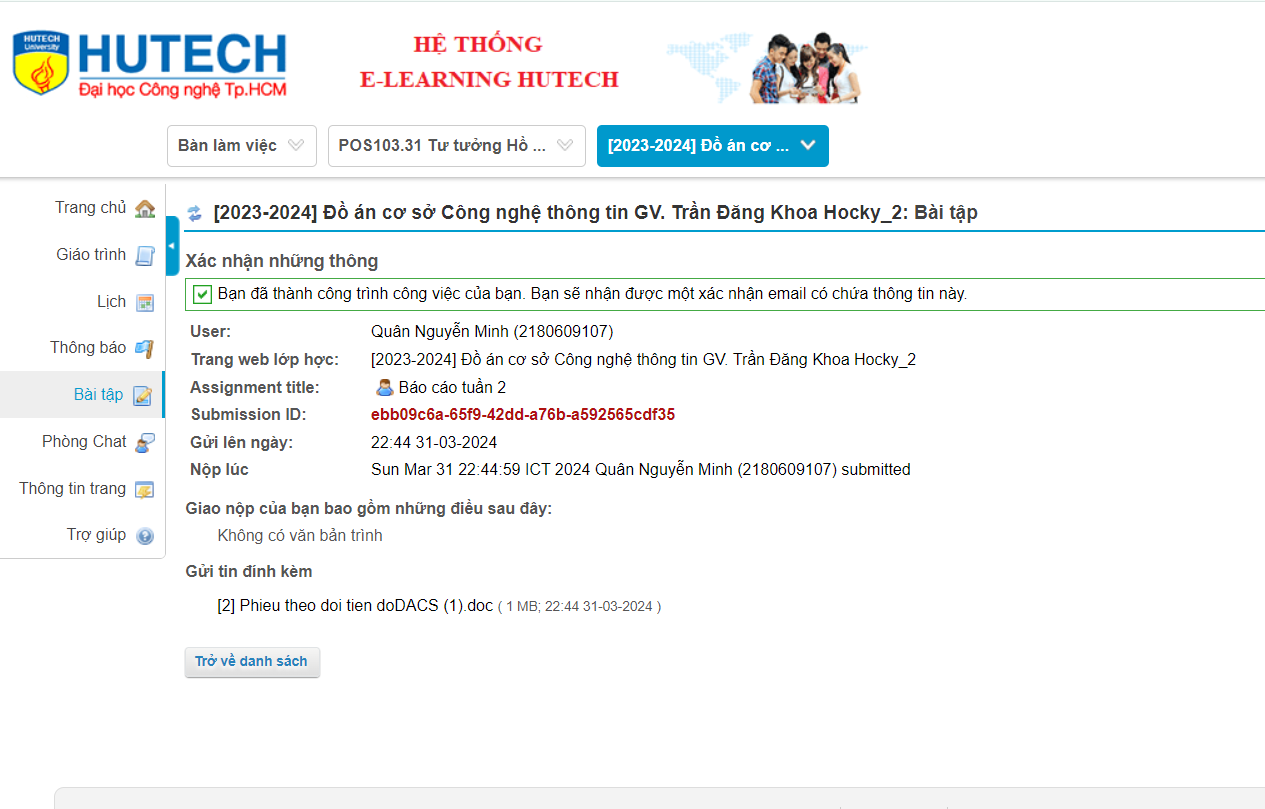 HUTECH
University
HUTECH
Đại học Công nghệ Tp.HCM
HỆ THỐNG
E-LEARNING HUTECH
Bàn làm việc
POS103.31 Tư tưởng Hồ ...
[2023-2024] Đồ án cơ ...
Trang chủ
Giáo trình
Lịch
Thông báo
Bài tập
Phòng Chat
Thông tin trang
Trợ giúp
[2023-2024] Đồ án cơ sở Công nghệ thông tin GV. Trần Đăng Khoa Hocky_2: Bài tập
Xác nhận những thông
Bạn đã thành công trình công việc của bạn. Bạn sẽ nhận được một xác nhận email có chứa thông tin này.
User: Quân Nguyễn Minh (2180609107)
Trang web lớp học: [2023-2024] Đồ án cơ sở Công nghệ thông tin GV. Trần Đăng Khoa Hocky_2
Assignment title: Báo cáo tuần 2
Submission ID: ebb09c6a-65f9-42dd-a76b-a592565cdf35
Gửi lên ngày: 22:44 31-03-2024
Nộp lúc Sun Mar 31 22:44:59 ICT 2024 Quân Nguyễn Minh (2180609107) submitted
Giao nộp của bạn bao gồm những điều sau đây:
Không có văn bản trình
Gửi tin đính kèm
[2] Phieu theo doi tien doDACS (1).doc ( 1 MB; 22:44 31-03-2024 )
Trở về danh sách